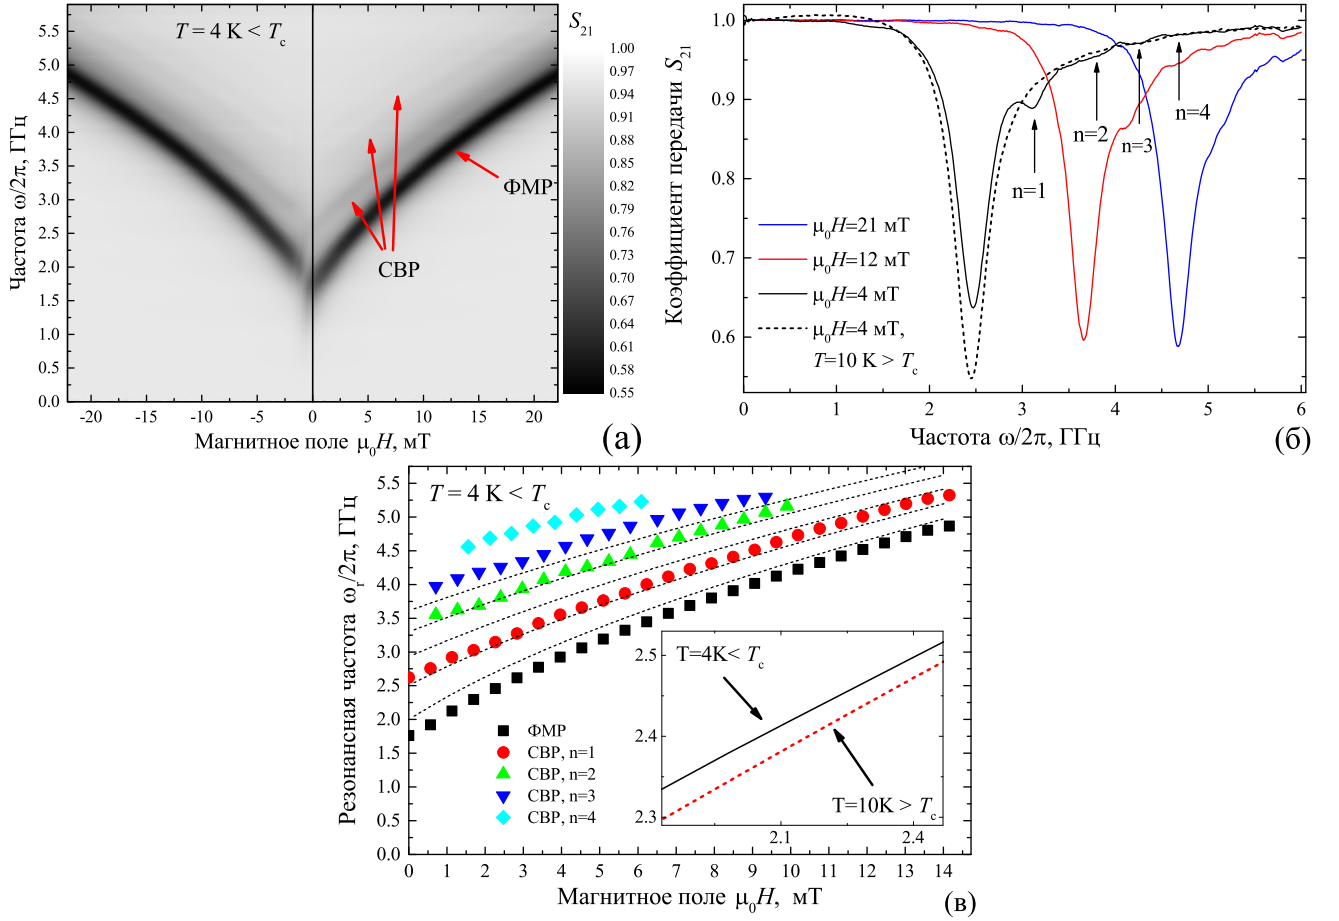 T = 4 K < Tc
S21
Частота ω/2π, ГГц
5.5
5.0
4.5
4.0
3.5
3.0
2.5
2.0
1.5
1.0
0.5
0.0
ФМР
СВР
-20 -15 -10 -5 0 5 10 15 20
Магнитное поле μ0H, мТ
1.00
0.97
0.94
0.91
0.88
0.85
0.82
0.79
0.76
0.73
0.70
0.67
0.64
0.61
0.58
0.55
(а)
Коэффициент передачи S21
1.0
0.9
0.8
0.7
0.6
n=1
n=2
n=3
n=4
μ0H=21 мТ
μ0H=12 мТ
μ0H=4 мТ
μ0H=4 мТ,
T=10 K > Tc
0 1 2 3 4 5 6
Частота ω/2π, ГГц
(б)
Резонансная частота ωr/2π, ГГц
5.5
5.0
4.5
4.0
3.5
3.0
2.5
2.0
1.5
1.0
0.5
0.0
T = 4 K < Tc
ФМР
СВР, n=1
СВР, n=2
СВР, n=3
СВР, n=4
2.5
2.4
2.3
T=4K< Tc
T=10K > Tc
2.1 2.4
0 1 2 3 4 5 6 7 8 9 10 11 12 13 14
Магнитное поле μ0H, мТ
(в)